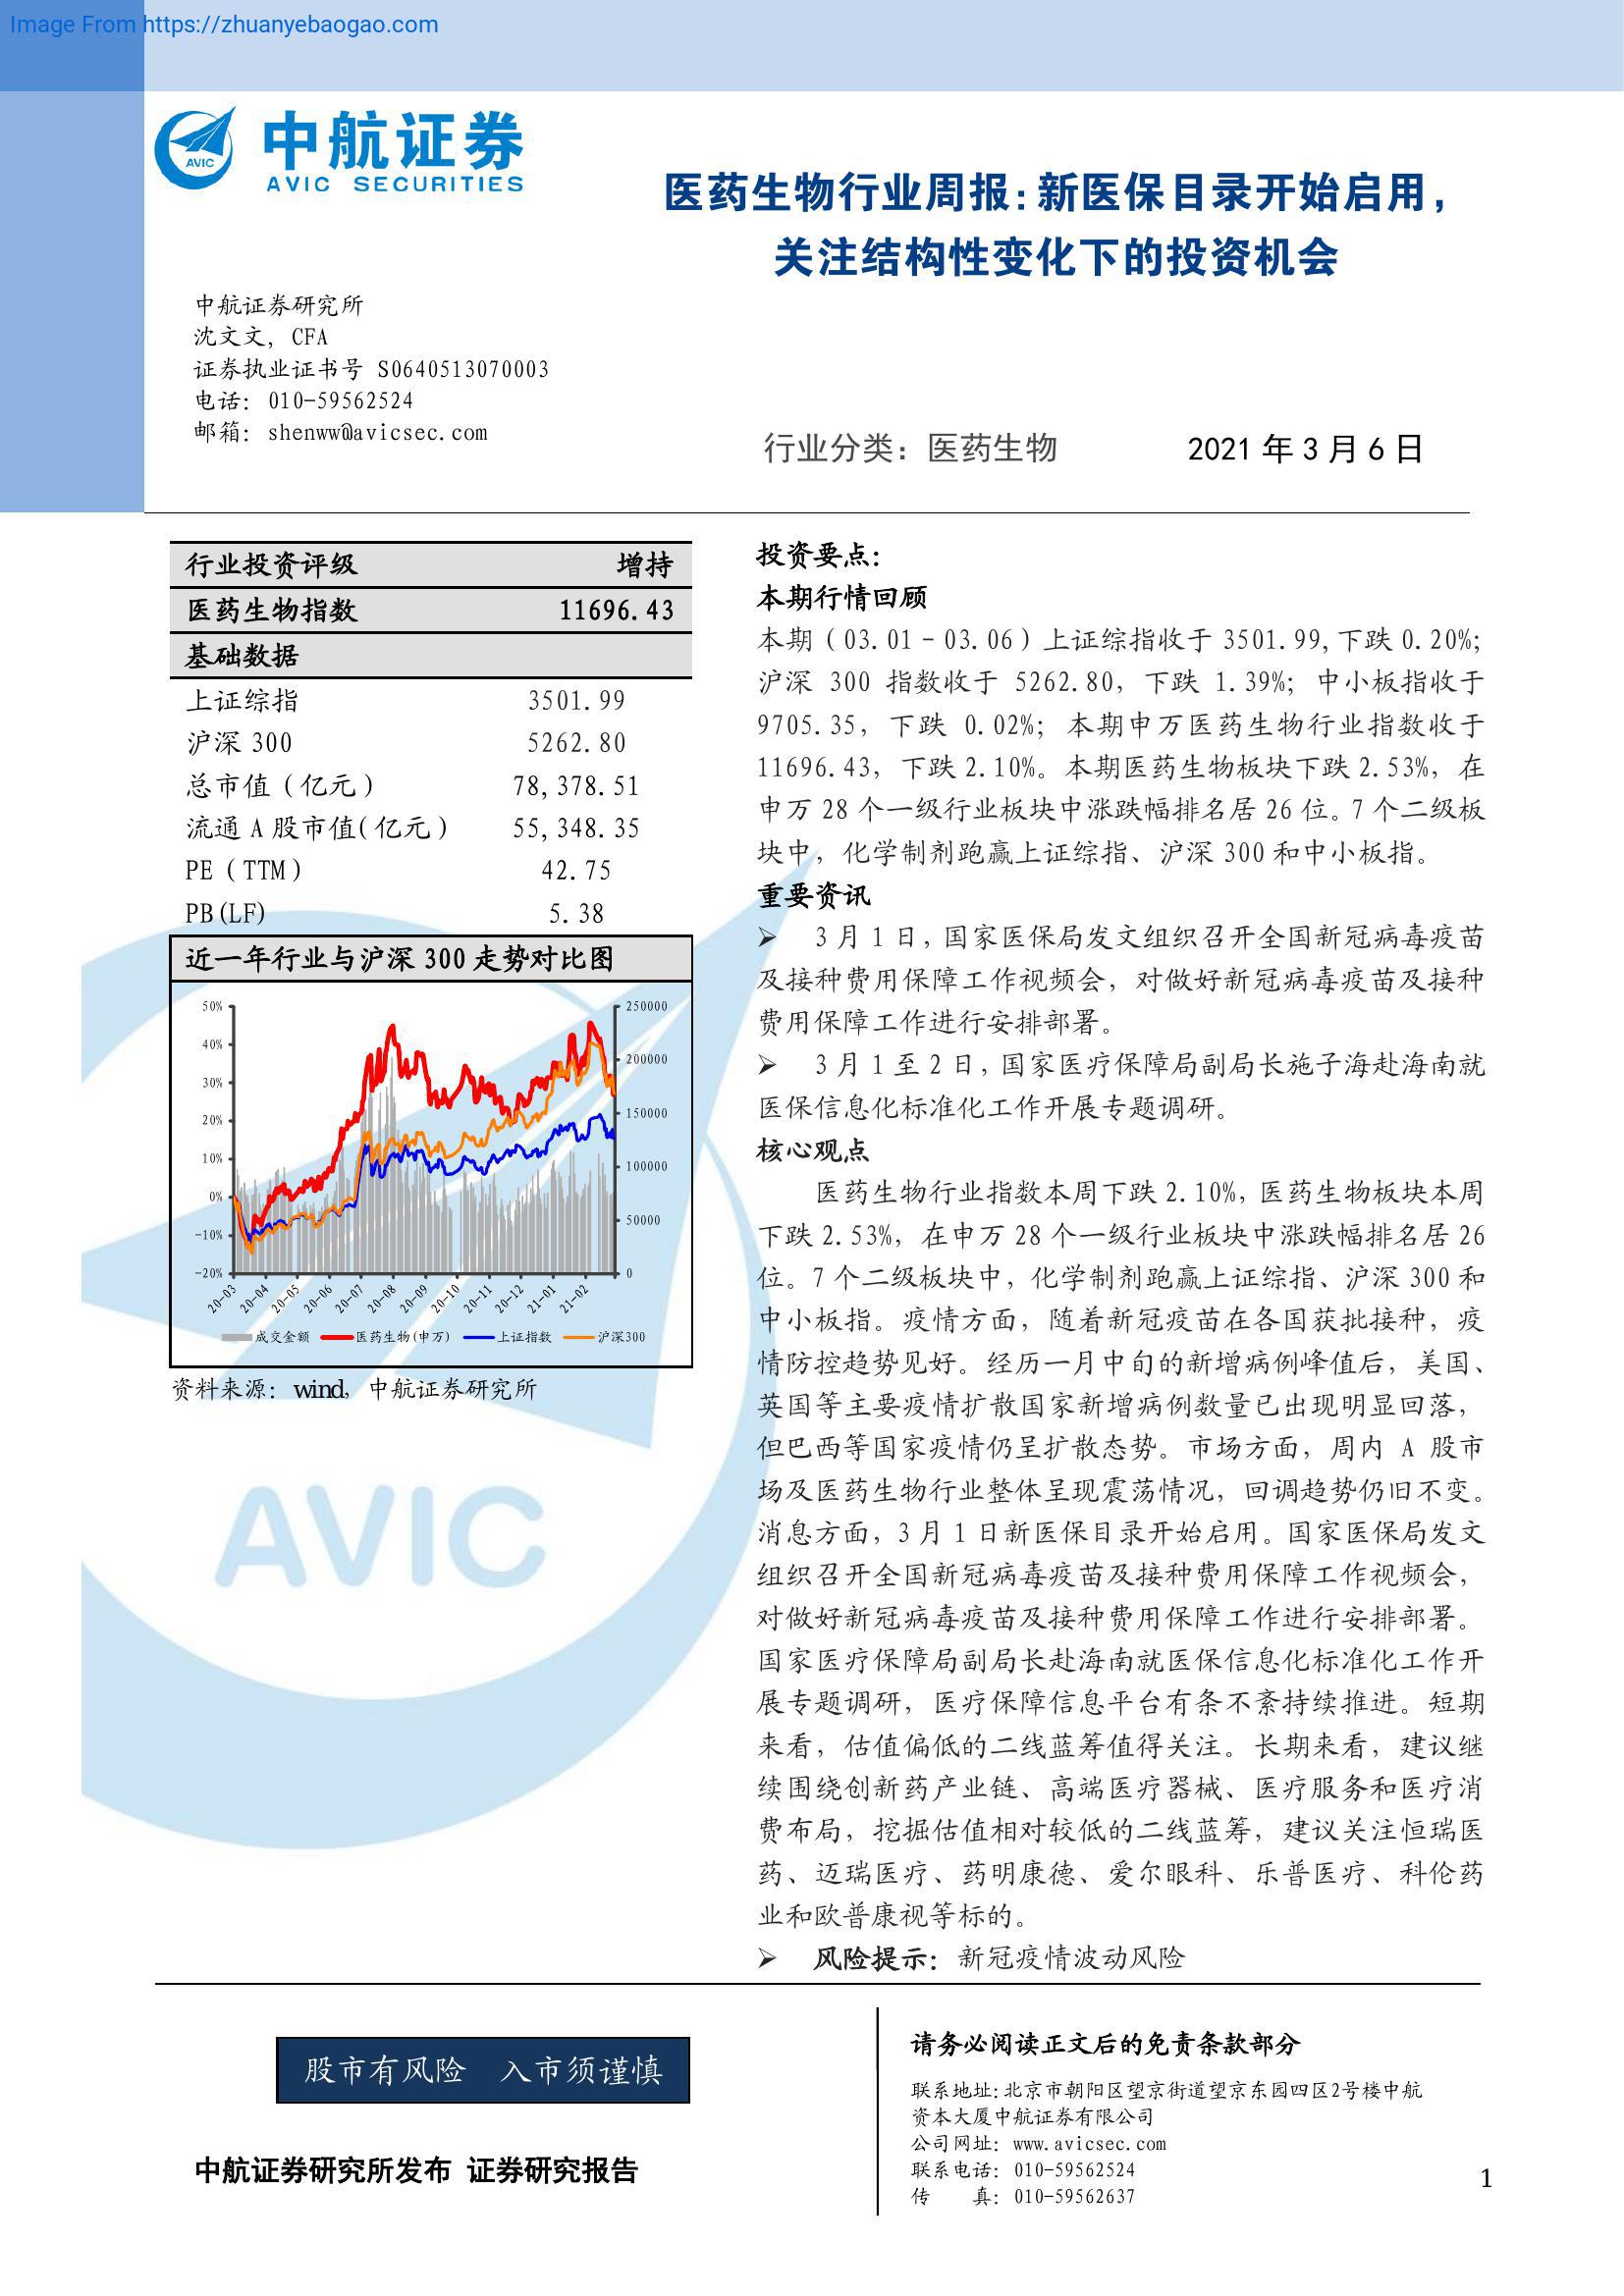 Image From https://zhuanyebaogao.com
AVIC
中航证券
AVIC SECURITIES
医药生物行业周报:新医保目录开始启用,
关注结构性变化下的投资机会
中航证券研究所
沈文文, CFA
证券执业证书号 S0640513070003
电话: 010-59562524
邮箱: shenww@avicsec.com
行业分类: 医药生物 2021 年 3 月 6 日
行业投资评级 增持
医药生物指数 11696.43
基础数据
上证综指 3501.99
沪深 300 5262.80
总市值(亿元) 78,378.51
流通 A 股市值(亿元) 55,348.35
PE(TTM) 42.75
PB(LF) 5.38
近一年行业与沪深 300 走势对比图
50%
40%
30%
20%
10%
0%
-10%
-20%
250000
200000
150000
100000
50000
0
20-03 20-04 20-05 20-06 20-07 20-08 20-09 20-10 20-11 20-12 21-01 21-02
成交金额 医药生物(申万) 上证指数 沪深300
资料来源: wind, 中航证券研究所
AVIC
投资要点:
本期行情回顾
本期(03.01-03.06)上证综指收于 3501.99,下跌 0.20%;
沪深 300 指数收于 5262.80, 下跌 1.39%; 中小板指收于
9705.35, 下跌 0.02%; 本期申万医药生物行业指数收于
11696.43, 下跌 2.10%。本期医药生物板块下跌 2.53%, 在
申万 28 个一级行业板块中涨跌幅排名居 26 位。7 个二级板
块中, 化学制剂跑赢上证综指、沪深 300 和中小板指。
重要资讯
➢ 3 月 1 日, 国家医保局发文组织召开全国新冠病毒疫苗
及接种费用保障工作视频会, 对做好新冠病毒疫苗及接种
费用保障工作进行安排部署。
➢ 3 月 1 至 2 日, 国家医疗保障局副局长施子海赴海南就
医保信息化标准化工作开展专题调研。
核心观点
医药生物行业指数本周下跌 2.10%, 医药生物板块本周
下跌 2.53%, 在申万 28 个一级行业板块中涨跌幅排名居 26
位。7 个二级板块中, 化学制剂跑赢上证综指、沪深 300 和
中小板指。疫情方面, 随着新冠疫苗在各国获批接种, 疫
情防控趋势见好。经历一月中旬的新增病例峰值后, 美国、
英国等主要疫情扩散国家新增病例数量已出现明显回落,
但巴西等国家疫情仍呈扩散态势。市场方面, 周内 A 股市
场及医药生物行业整体呈现震荡情况, 回调趋势仍旧不变。
消息方面, 3 月 1 日新医保目录开始启用。国家医保局发文
组织召开全国新冠病毒疫苗及接种费用保障工作视频会,
对做好新冠病毒疫苗及接种费用保障工作进行安排部署。
国家医疗保障局副局长赴海南就医保信息化标准化工作开
展专题调研, 医疗保障信息平台有条不紊持续推进。短期
来看, 估值偏低的二线蓝筹值得关注。长期来看, 建议继
续围绕创新药产业链、高端医疗器械、医疗服务和医疗消
费布局, 挖掘估值相对较低的二线蓝筹, 建议关注恒瑞医
药、迈瑞医疗、药明康德、爱尔眼科、乐普医疗、科伦药
业和欧普康视等标的。
➢ 风险提示: 新冠疫情波动风险
股市有风险 入市须谨慎
中航证券研究所发布 证券研究报告
请务必阅读正文后的免责条款部分
联系地址:北京市朝阳区望京街道望京东园四区2号楼中航
资本大厦中航证券有限公司
公司网址: www.avicsec.com
联系电话: 010-59562524
传 真: 010-59562637
1